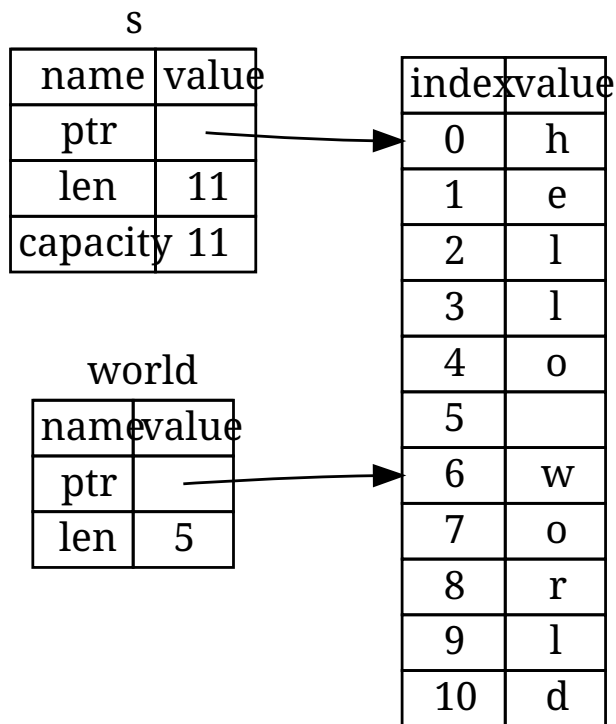 s
name value
ptr
len 11
capacity 11
world
name value
ptr
len 5
index value
0 h
1 e
2 l
3 l
4 o
5
6 w
7 o
8 r
9 l
10 d